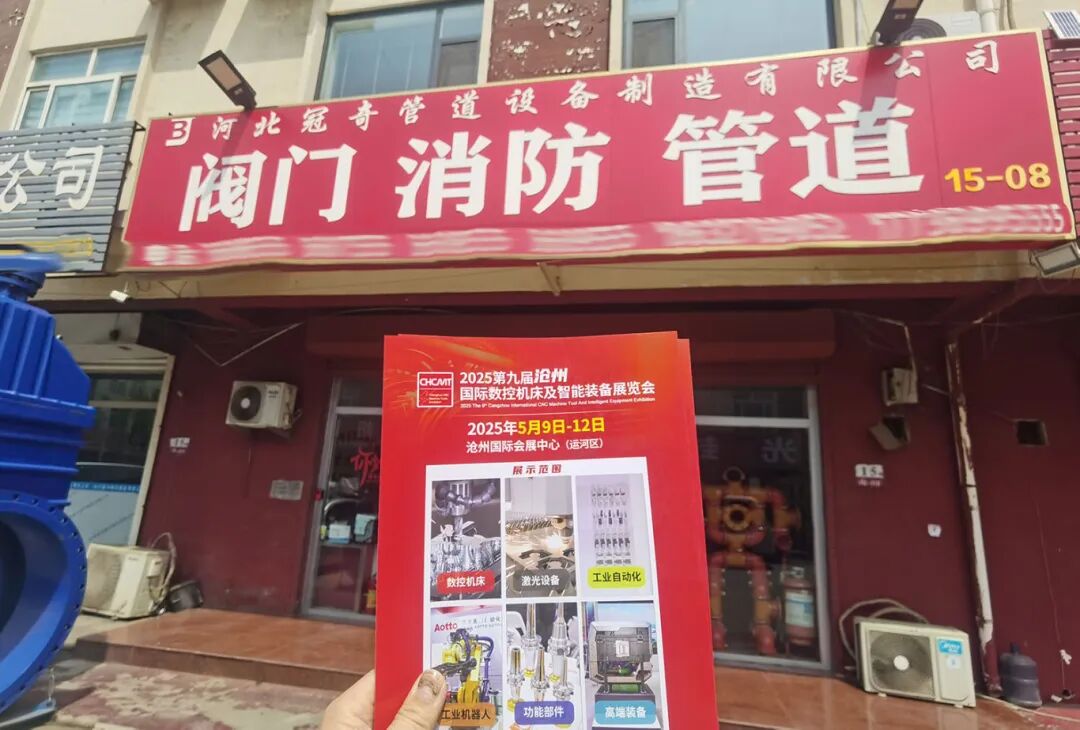 河北冠奇管道设备制造有限公司
公司
阀门 消防 管道
15-08
CHCMT
2025第九届沧州
国际数控机床及智能装备展览会
2025 The 9th Cangzhou International CNC Machine Tool And Intelligent Equipment Exhibition
2025年5月9日-12日
沧州国际会展中心（运河区）
展示范围
数控机床
激光设备
工业自动化
Aotto
工业机器人
功能部件
高端装备